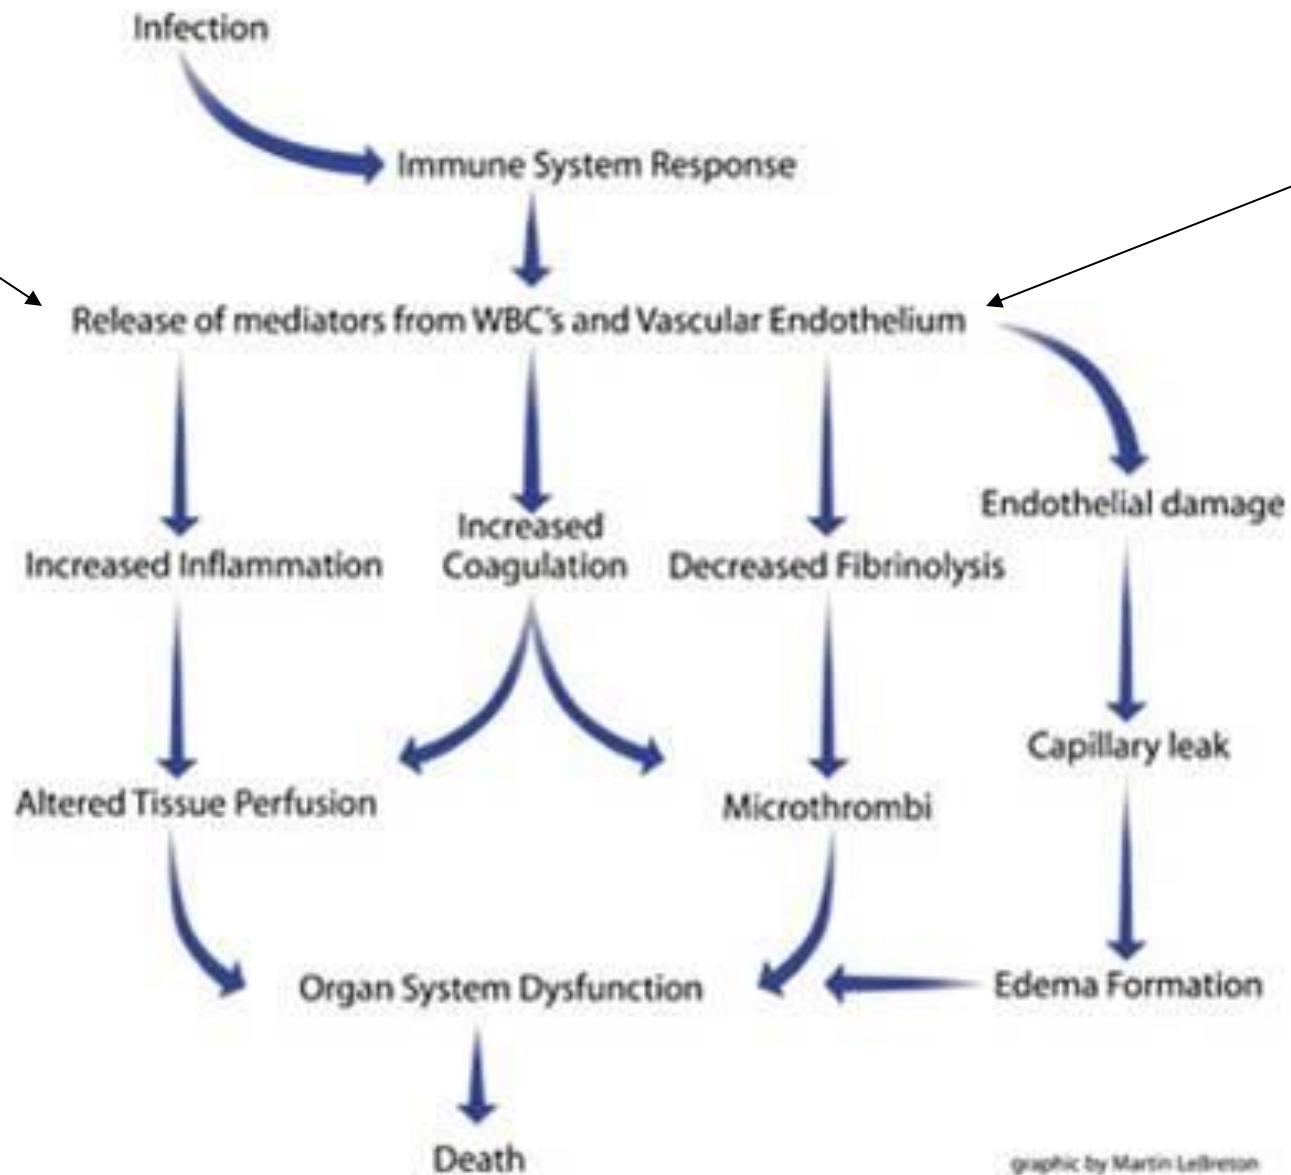 Infection
Immune System Response
Release of mediators from WBC's and Vascular Endothelium
Endothelial damage
Increased Inflammation
Increased
Coagulation
Decreased Fibrinolysis
Capillary leak
Altered Tissue Perfusion
Microthrombi
Organ System Dysfunction
Edema Formation
Death
graphic by Martin LeBreton